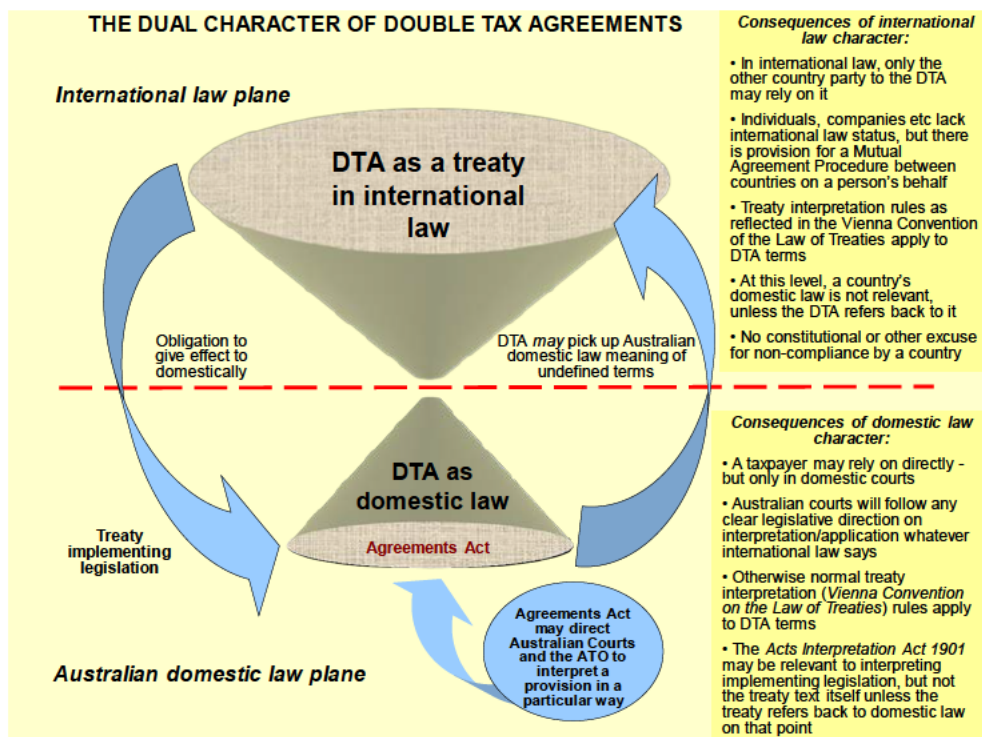 THE DUAL CHARACTER OF DOUBLE TAX AGREEMENTS
International law plane
DTA as a treaty
in international
law
Obligation to
give effect to
domestically
DTA may pick up Australian
domestic law meaning of
undefined terms
DTA as
domestic law
Agreements Act
Treaty
implementing
legislation
Agreements Act
may direct
Australian Courts
and the ATO to
interpret a
provision in a
particular way
Australian domestic law plane
Consequences of international
law character:
• In international law, only the
other country party to the DTA
may rely on it
• Individuals, companies etc lack
international law status, but there
is provision for a Mutual
Agreement Procedure between
countries on a person's behalf
• Treaty interpretation rules as
reflected in the Vienna Convention
of the Law of Treaties apply to
DTA terms
• At this level, a country's
domestic law is not relevant,
unless the DTA refers back to it
• No constitutional or other excuse
for non-compliance by a country
Consequences of domestic law
character:
• A taxpayer may rely on directly -
but only in domestic courts
• Australian courts will follow any
clear legislative direction on
interpretation/application whatever
international law says
• Otherwise normal treaty
interpretation (Vienna Convention
on the Law of Treaties) rules apply
to DTA terms
• The Acts Interpretation Act 1901
may be relevant to interpreting
implementing legislation, but not
the treaty text itself unless the
treaty refers back to domestic law
on that point